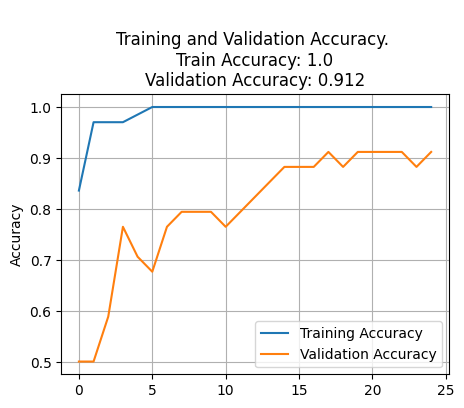 Training and Validation Accuracy.
Train Accuracy: 1.0
Validation Accuracy: 0.912
1.0
0.9
0.8
0.7
0.6
0.5
Accuracy
Training Accuracy
Validation Accuracy
0 5 10 15 20 25